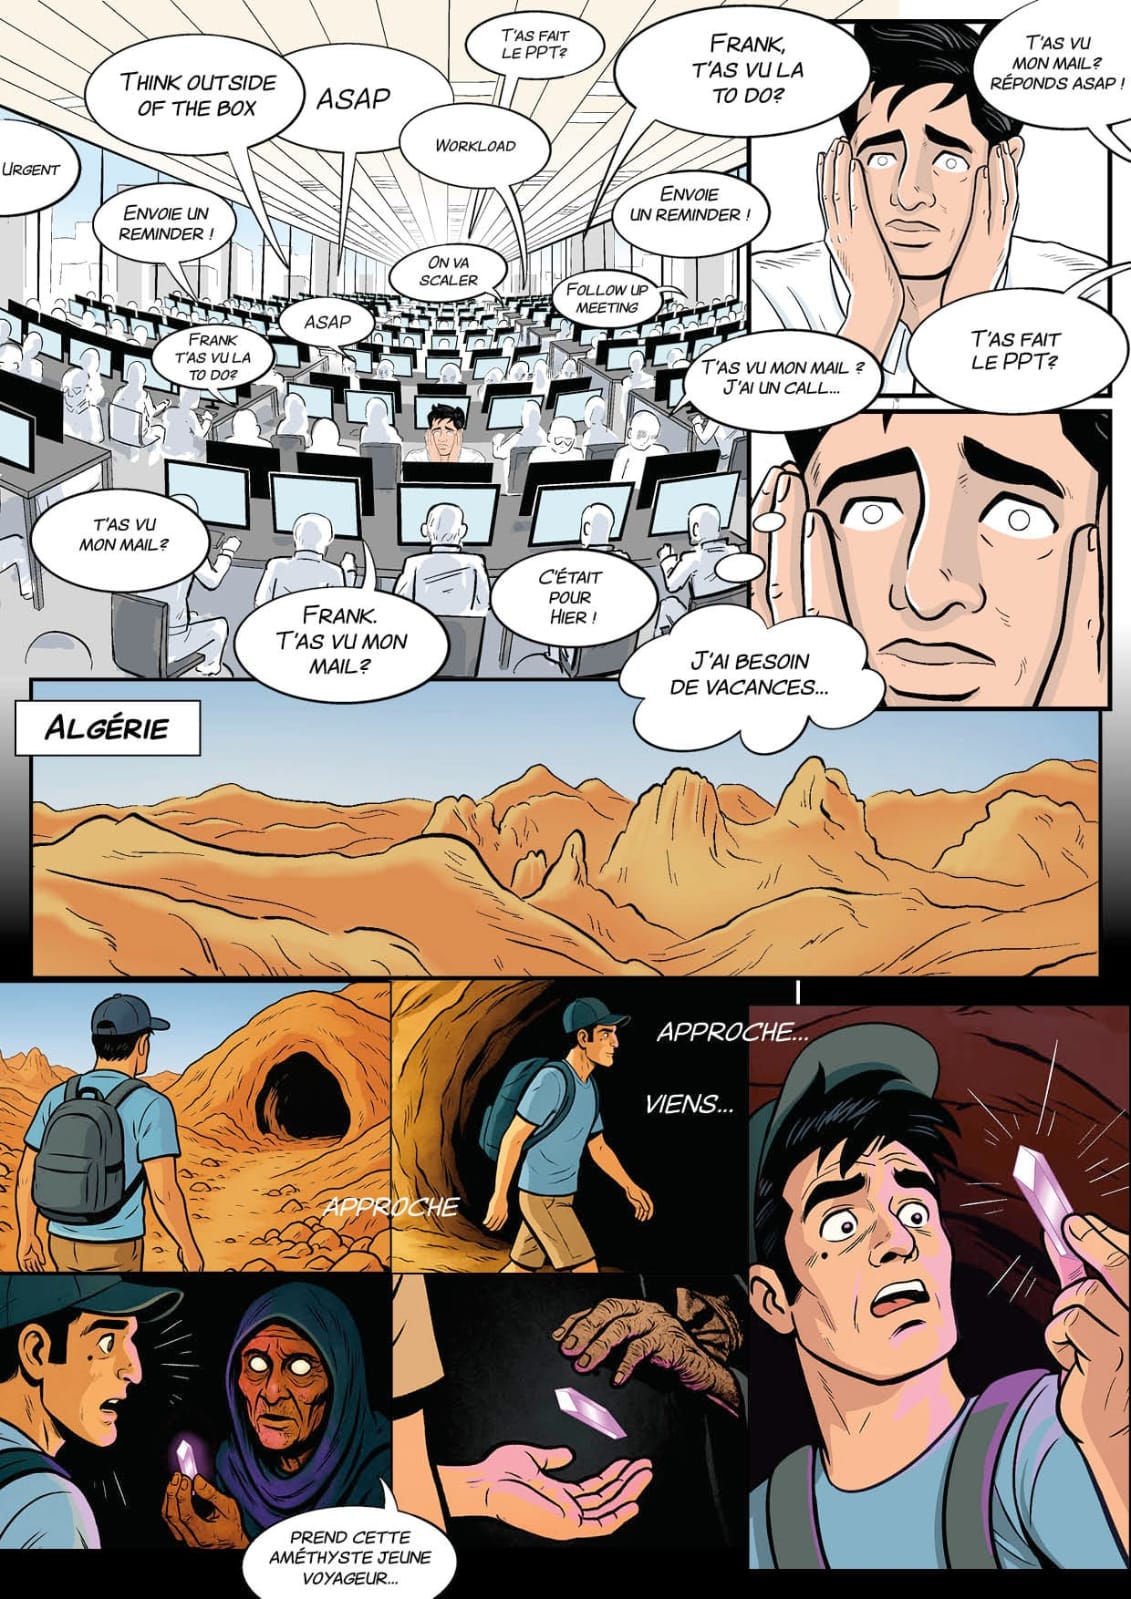 T'AS FAIT
LE PPT?
THINK OUTSIDE
OF THE BOX
ASAP
FRANK,
T'AS VU LA
TO DO?
T'AS VU
MON MAIL?
RÉPONDS ASAP !
URGENT
WORKLOAD
ENVOIE UN
REMINDER !
ENVOIE
UN REMINDER !
ON VA
SCALER
FOLLOW UP
MEETING
ASAP
FRANK
T'AS VU LA
TO DO?
T'AS VU MON MAIL ?
J'AI UN CALL...
T'AS FAIT
LE PPT?
T'AS VU
MON MAIL?
FRANK.
T'AS VU MON
MAIL?
C'ÉTAIT
POUR
HIER !
J'AI BESOIN
DE VACANCES...
ALGÉRIE
APPROCHE
APPROCHE...
VIENS...
PREND CETTE
AMÉTHYSTE JEUNE
VOYAGEUR...